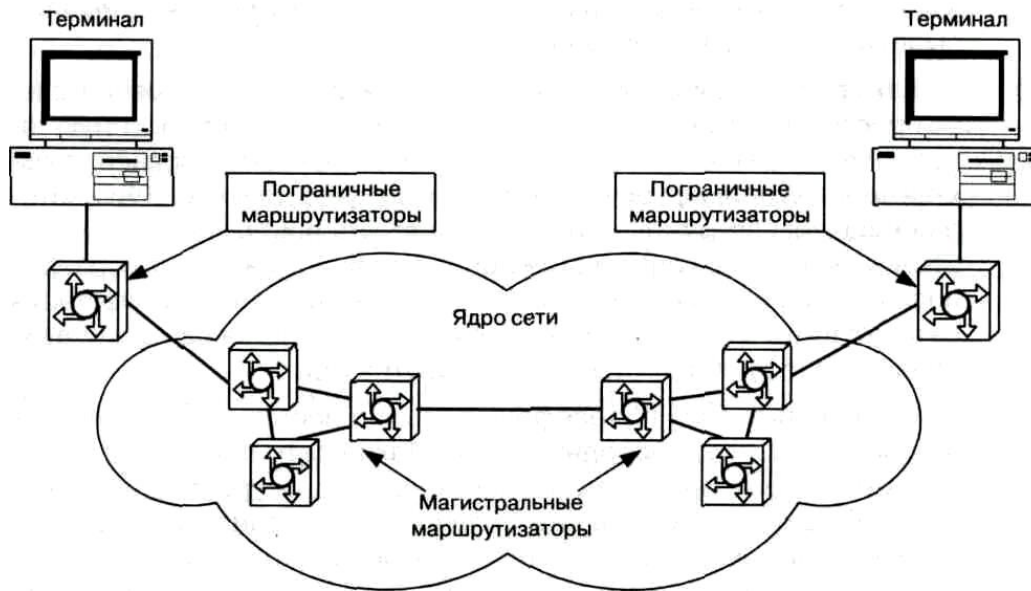 Терминал
Терминал
Пограничные
маршрутизаторы
Пограничные
маршрутизаторы
Ядро сети
Магистральные
маршрутизаторы